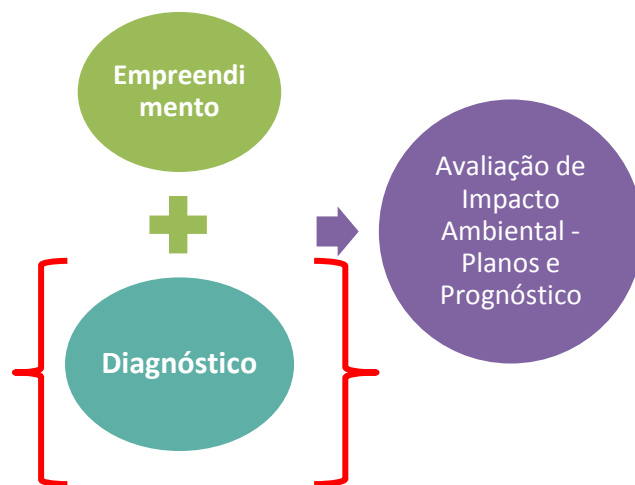 Empreendi
mento
Diagnóstico
Avaliação de
Impacto
Ambiental -
Planos e
Prognóstico